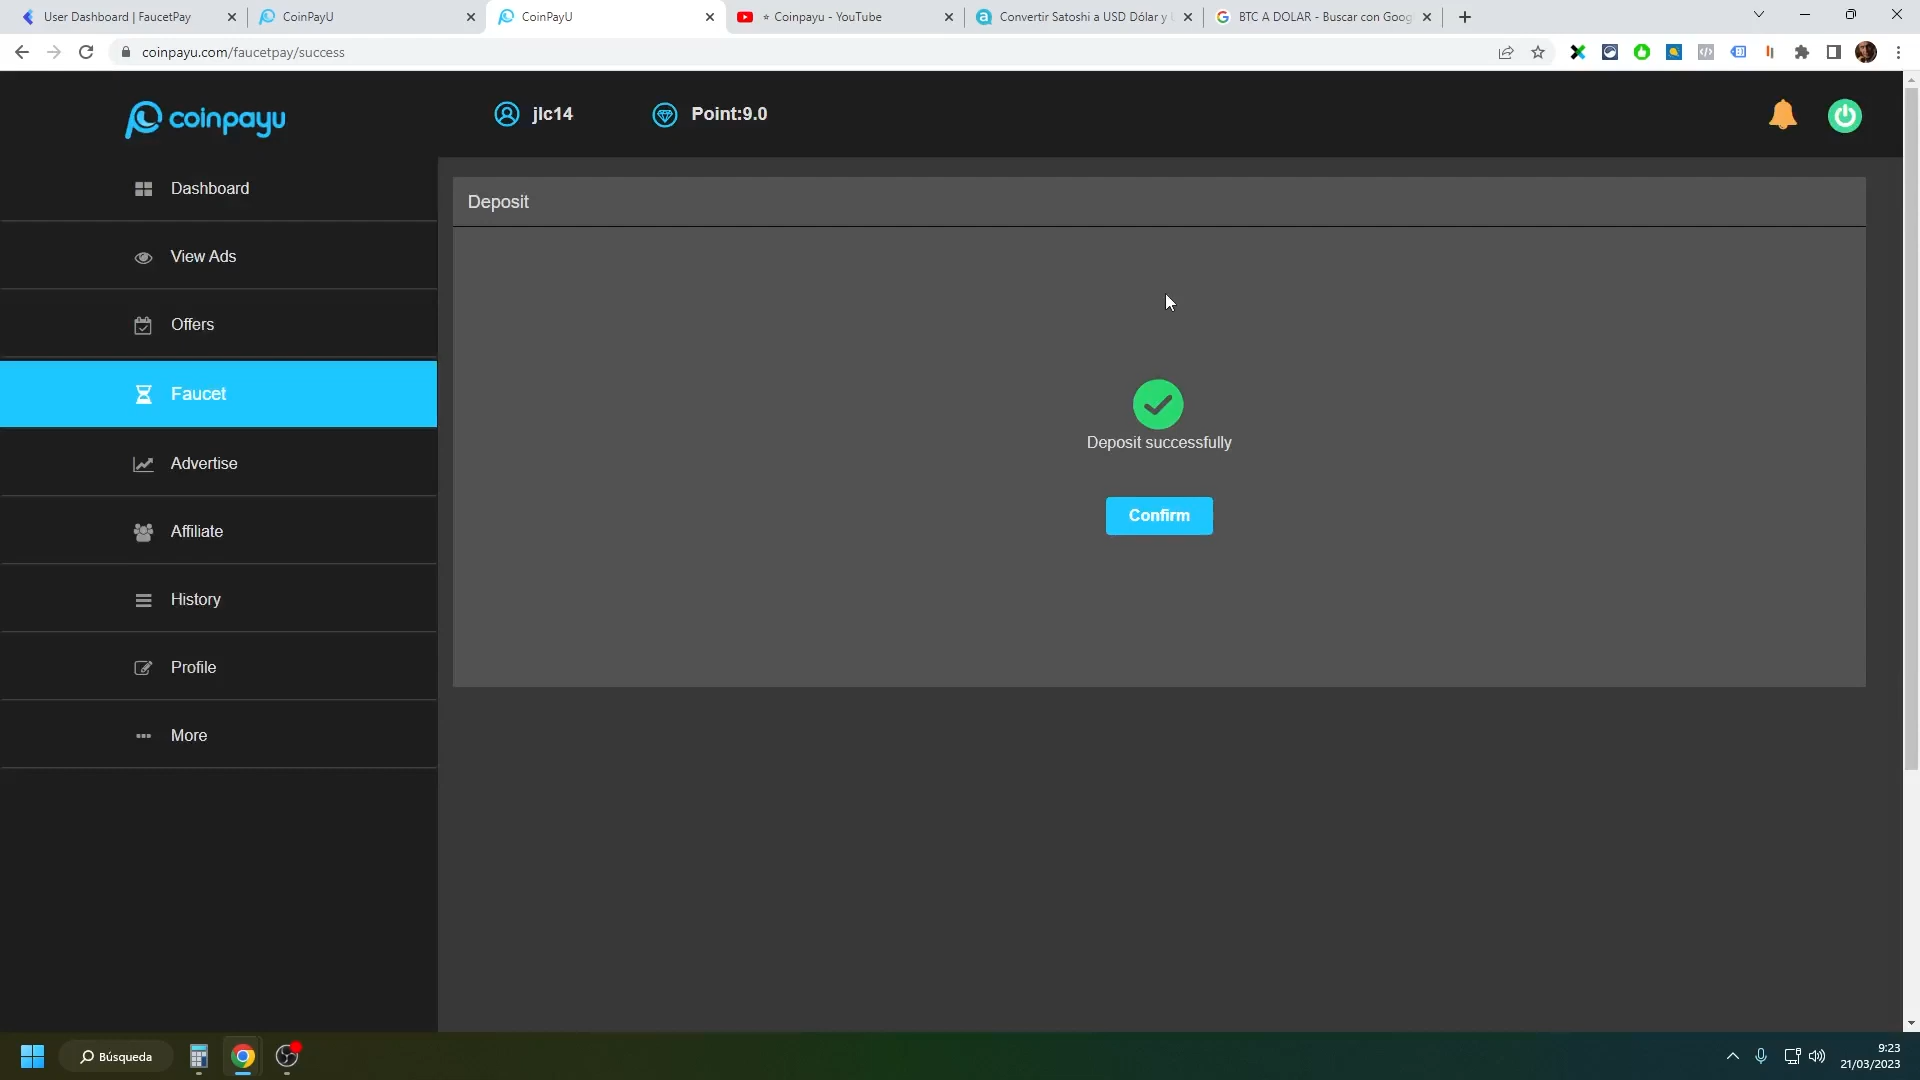 User Dashboard | FaucetPay
CoinPayU
CoinPayU
Coinpayu - YouTube
Convertir Satoshi a USD Dólar y
BTC A DOLAR - Buscar con Goog
coinpayu.com/faucetpay/success
coinpayu
jlc14
Point:9.0
Dashboard
View Ads
Offers
Faucet
Advertise
Affiliate
History
Profile
More
Deposit
Deposit successfully
Confirm
Búsqueda
9:23
21/03/2023